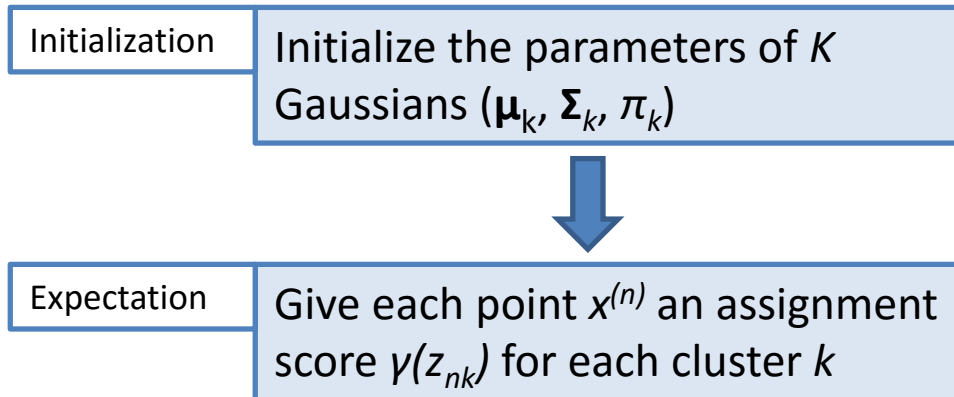 Initialization
Initialize the parameters of K
Gaussians (μₖ, Σₖ, πₖ)
Expectation
Give each point x⁽ⁿ⁾ an assignment
score γ(zₙₖ) for each cluster k